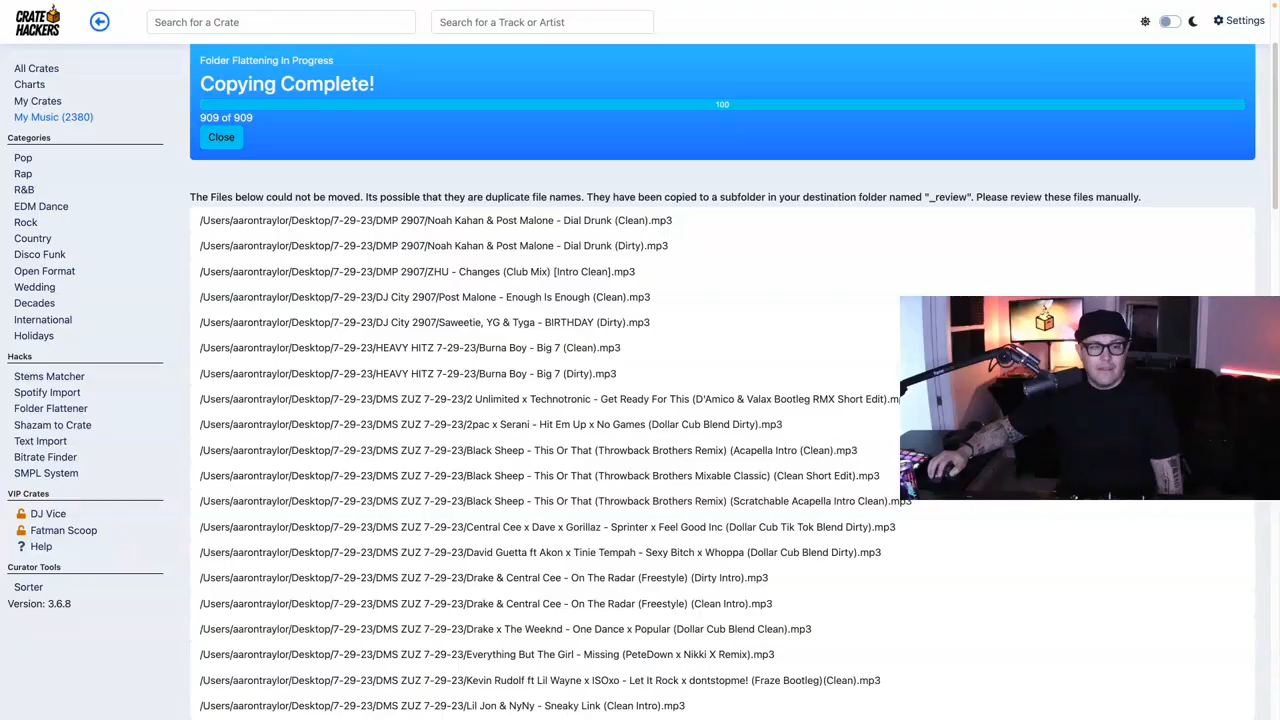 CRATE
HACKERS
Search for a Crate
Search for a Track or Artist
Settings
All Crates
Charts
My Crates
My Music (2380)
Categories
Pop
Rap
R&B
EDM Dance
Rock
Country
Disco Funk
Open Format
Wedding
Decades
International
Holidays
Hacks
Stems Matcher
Spotify Import
Folder Flattener
Shazam to Crate
Text Import
Bitrate Finder
SMPL System
VIP Crates
DJ Vice
Fatman Scoop
? Help
Curator Tools
Sorter
Version: 3.6.8
Folder Flattening In Progress
Copying Complete!
100
909 of 909
Close
The Files below could not be moved. Its possible that they are duplicate file names. They have been copied to a subfolder in your destination folder named "_review". Please review these files manually.
/Users/aarontraylor/Desktop/7-29-23/DMP 2907/Noah Kahan & Post Malone - Dial Drunk (Clean).mp3
/Users/aarontraylor/Desktop/7-29-23/DMP 2907/Noah Kahan & Post Malone - Dial Drunk (Dirty).mp3
/Users/aarontraylor/Desktop/7-29-23/DMP 2907/ZHU - Changes (Club Mix) [Intro Clean].mp3
/Users/aarontraylor/Desktop/7-29-23/DJ City 2907/Post Malone - Enough Is Enough (Clean).mp3
/Users/aarontraylor/Desktop/7-29-23/DJ City 2907/Saweetie, YG & Tyga - BIRTHDAY (Dirty).mp3
/Users/aarontraylor/Desktop/7-29-23/HEAVY HITZ 7-29-23/Burna Boy - Big 7 (Clean).mp3
/Users/aarontraylor/Desktop/7-29-23/HEAVY HITZ 7-29-23/Burna Boy - Big 7 (Dirty).mp3
/Users/aarontraylor/Desktop/7-29-23/DMS ZUZ 7-29-23/2 Unlimited x Technotronic - Get Ready For This (D'Amico & Valax Bootleg RMX Short Edit).m
/Users/aarontraylor/Desktop/7-29-23/DMS ZUZ 7-29-23/2pac x Serani - Hit Em Up x No Games (Dollar Cub Blend Dirty).mp3
/Users/aarontraylor/Desktop/7-29-23/DMS ZUZ 7-29-23/Black Sheep - This Or That (Throwback Brothers Remix) (Acapella Intro (Clean).mp3
/Users/aarontraylor/Desktop/7-29-23/DMS ZUZ 7-29-23/Black Sheep - This Or That (Throwback Brothers Mixable Classic) (Clean Short Edit).mp3
/Users/aarontraylor/Desktop/7-29-23/DMS ZUZ 7-29-23/Black Sheep - This Or That (Throwback Brothers Remix) (Scratchable Acapella Intro Clean).mp3
/Users/aarontraylor/Desktop/7-29-23/DMS ZUZ 7-29-23/Central Cee x Dave x Gorillaz - Sprinter x Feel Good Inc (Dollar Cub Tik Tok Blend Dirty).mp3
/Users/aarontraylor/Desktop/7-29-23/DMS ZUZ 7-29-23/David Guetta ft Akon x Tinie Tempah - Sexy Bitch x Whoppa (Dollar Cub Blend Dirty).mp3
/Users/aarontraylor/Desktop/7-29-23/DMS ZUZ 7-29-23/Drake & Central Cee - On The Radar (Freestyle) (Dirty Intro).mp3
/Users/aarontraylor/Desktop/7-29-23/DMS ZUZ 7-29-23/Drake & Central Cee - On The Radar (Freestyle) (Clean Intro).mp3
/Users/aarontraylor/Desktop/7-29-23/DMS ZUZ 7-29-23/Drake x The Weeknd - One Dance x Popular (Dollar Cub Blend Clean).mp3
/Users/aarontraylor/Desktop/7-29-23/DMS ZUZ 7-29-23/Everything But The Girl - Missing (PeteDown x Nikki X Remix).mp3
/Users/aarontraylor/Desktop/7-29-23/DMS ZUZ 7-29-23/Kevin Rudolf ft Lil Wayne x ISOxo - Let It Rock x dontstopme! (Fraze Bootleg)(Clean).mp3
/Users/aarontraylor/Desktop/7-29-23/DMS ZUZ 7-29-23/Lil Jon & NyNy - Sneaky Link (Clean Intro).mp3